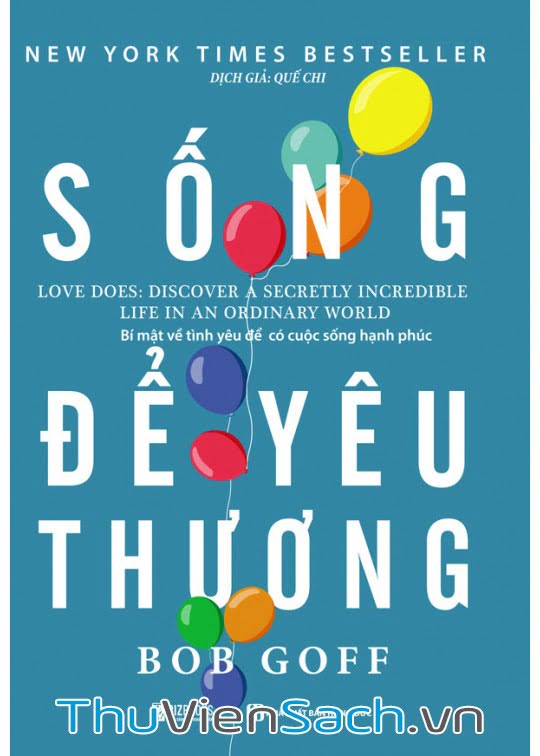 NEW YORK TIMES BESTSELLER
DỊCH GIẢ: QUẾ CHI
SỐNG
LOVE DOES: DISCOVER A SECRETLY INCREDIBLE
LIFE IN AN ORDINARY WORLD
Bí mật về tình yêu để có cuộc sống hạnh phúc
ĐỂ YÊU
THƯƠNG
BOB GOFF
ThuVienSach.vn